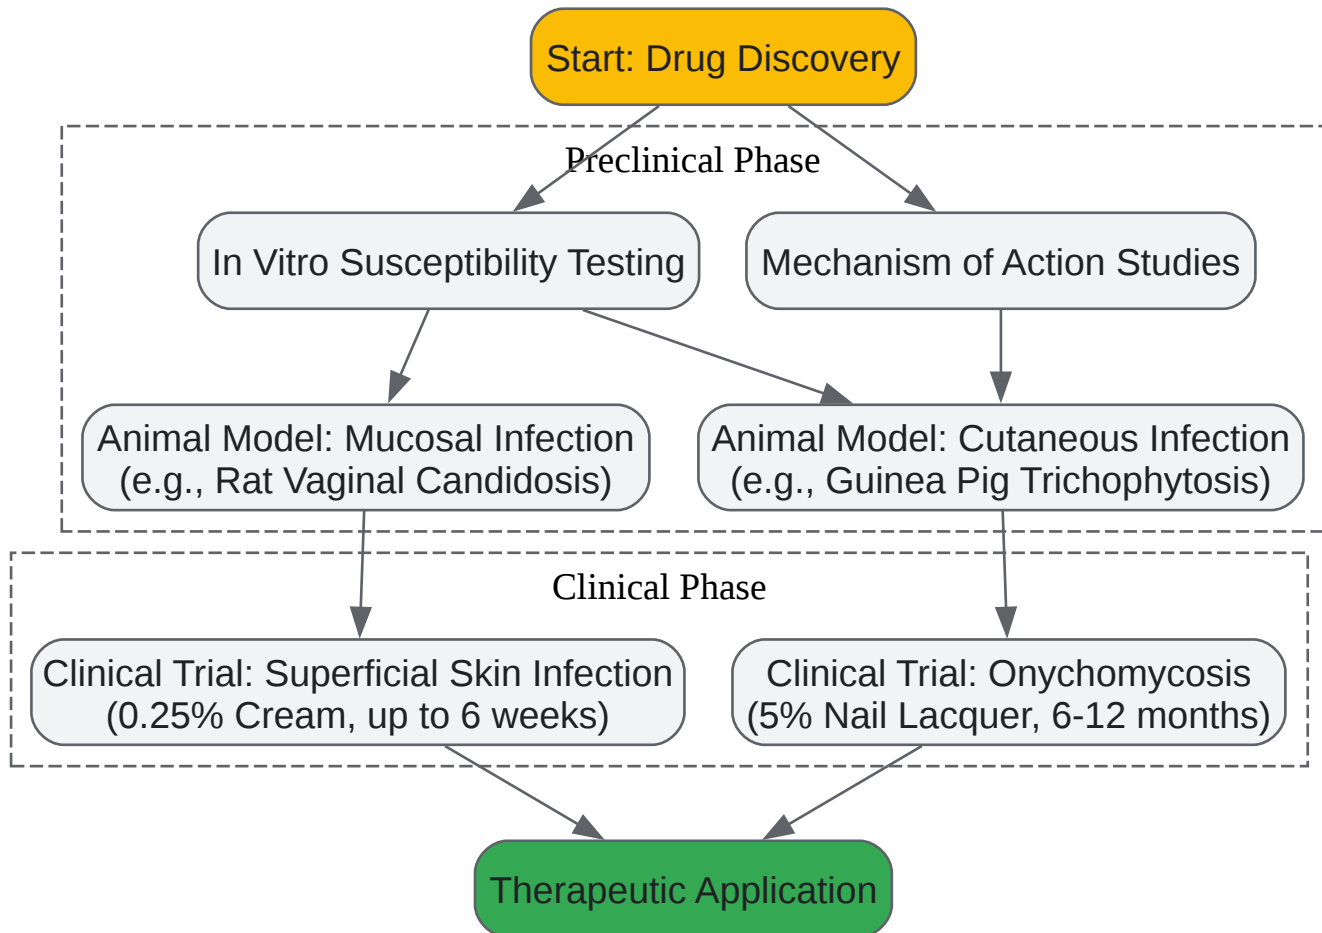 Start: Drug Discovery
Preclinical Phase
In Vitro Susceptibility Testing
Mechanism of Action Studies
Animal Model: Mucosal Infection
(e.g., Rat Vaginal Candidosis)
Animal Model: Cutaneous Infection
(e.g., Guinea Pig Trichophytosis)
Clinical Phase
Clinical Trial: Superficial Skin Infection
(0.25% Cream, up to 6 weeks)
Clinical Trial: Onychomycosis
(5% Nail Lacquer, 6-12 months)
Therapeutic Application